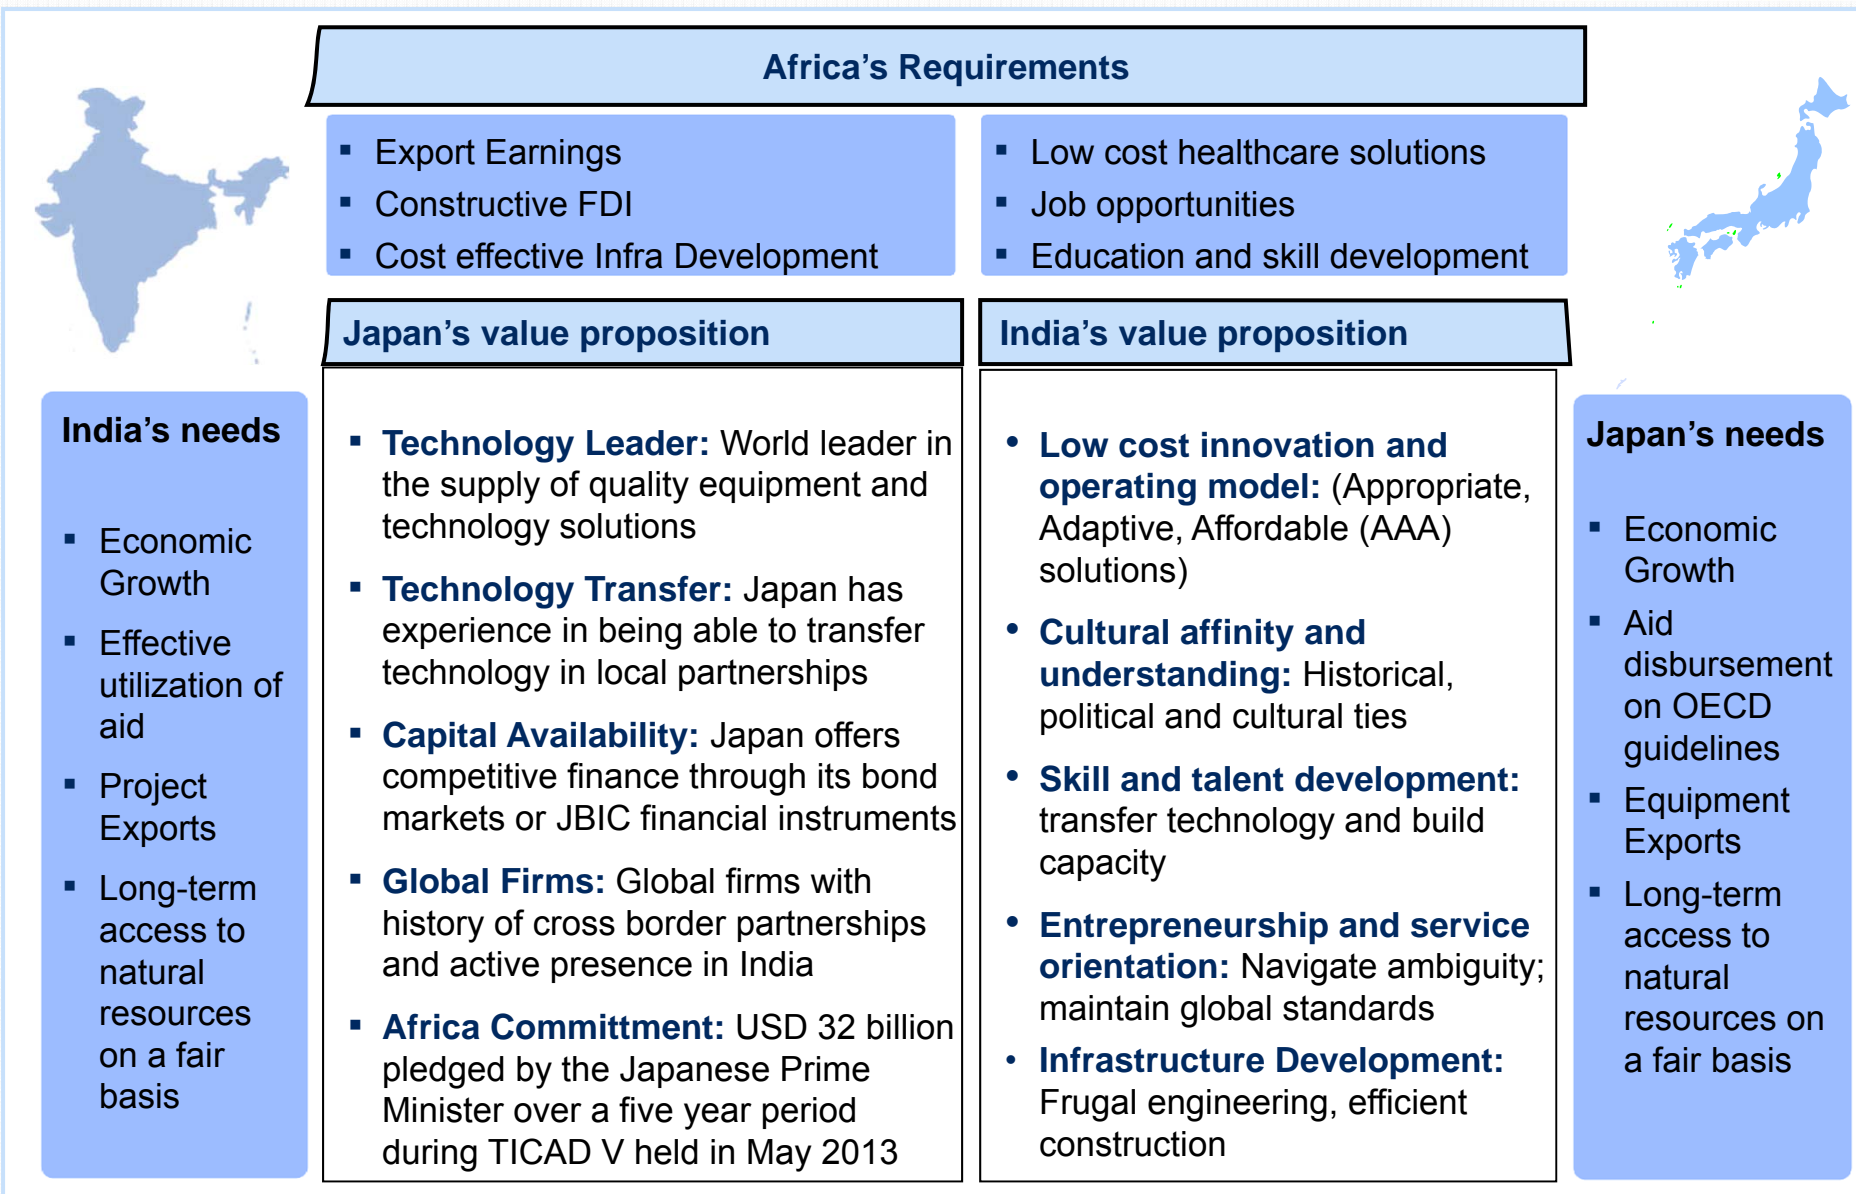 Africa's Requirements
▪ Export Earnings
▪ Constructive FDI
▪ Cost effective Infra Development
▪ Low cost healthcare solutions
▪ Job opportunities
▪ Education and skill development
India's needs
▪ Economic
Growth
▪ Effective
utilization of
aid
▪ Project
Exports
▪ Long-term
access to
natural
resources
on a fair
basis
Japan's value proposition
▪ Technology Leader: World leader in
the supply of quality equipment and
technology solutions
▪ Technology Transfer: Japan has
experience in being able to transfer
technology in local partnerships
▪ Capital Availability: Japan offers
competitive finance through its bond
markets or JBIC financial instruments
▪ Global Firms: Global firms with
history of cross border partnerships
and active presence in India
▪ Africa Committment: USD 32 billion
pledged by the Japanese Prime
Minister over a five year period
during TICAD V held in May 2013
India's value proposition
• Low cost innovation and
operating model: (Appropriate,
Adaptive, Affordable (AAA)
solutions)
• Cultural affinity and
understanding: Historical,
political and cultural ties
• Skill and talent development:
transfer technology and build
capacity
• Entrepreneurship and service
orientation: Navigate ambiguity;
maintain global standards
• Infrastructure Development:
Frugal engineering, efficient
construction
Japan's needs
▪ Economic
Growth
▪ Aid
disbursement
on OECD
guidelines
▪ Equipment
Exports
▪ Long-term
access to
natural
resources on
a fair basis